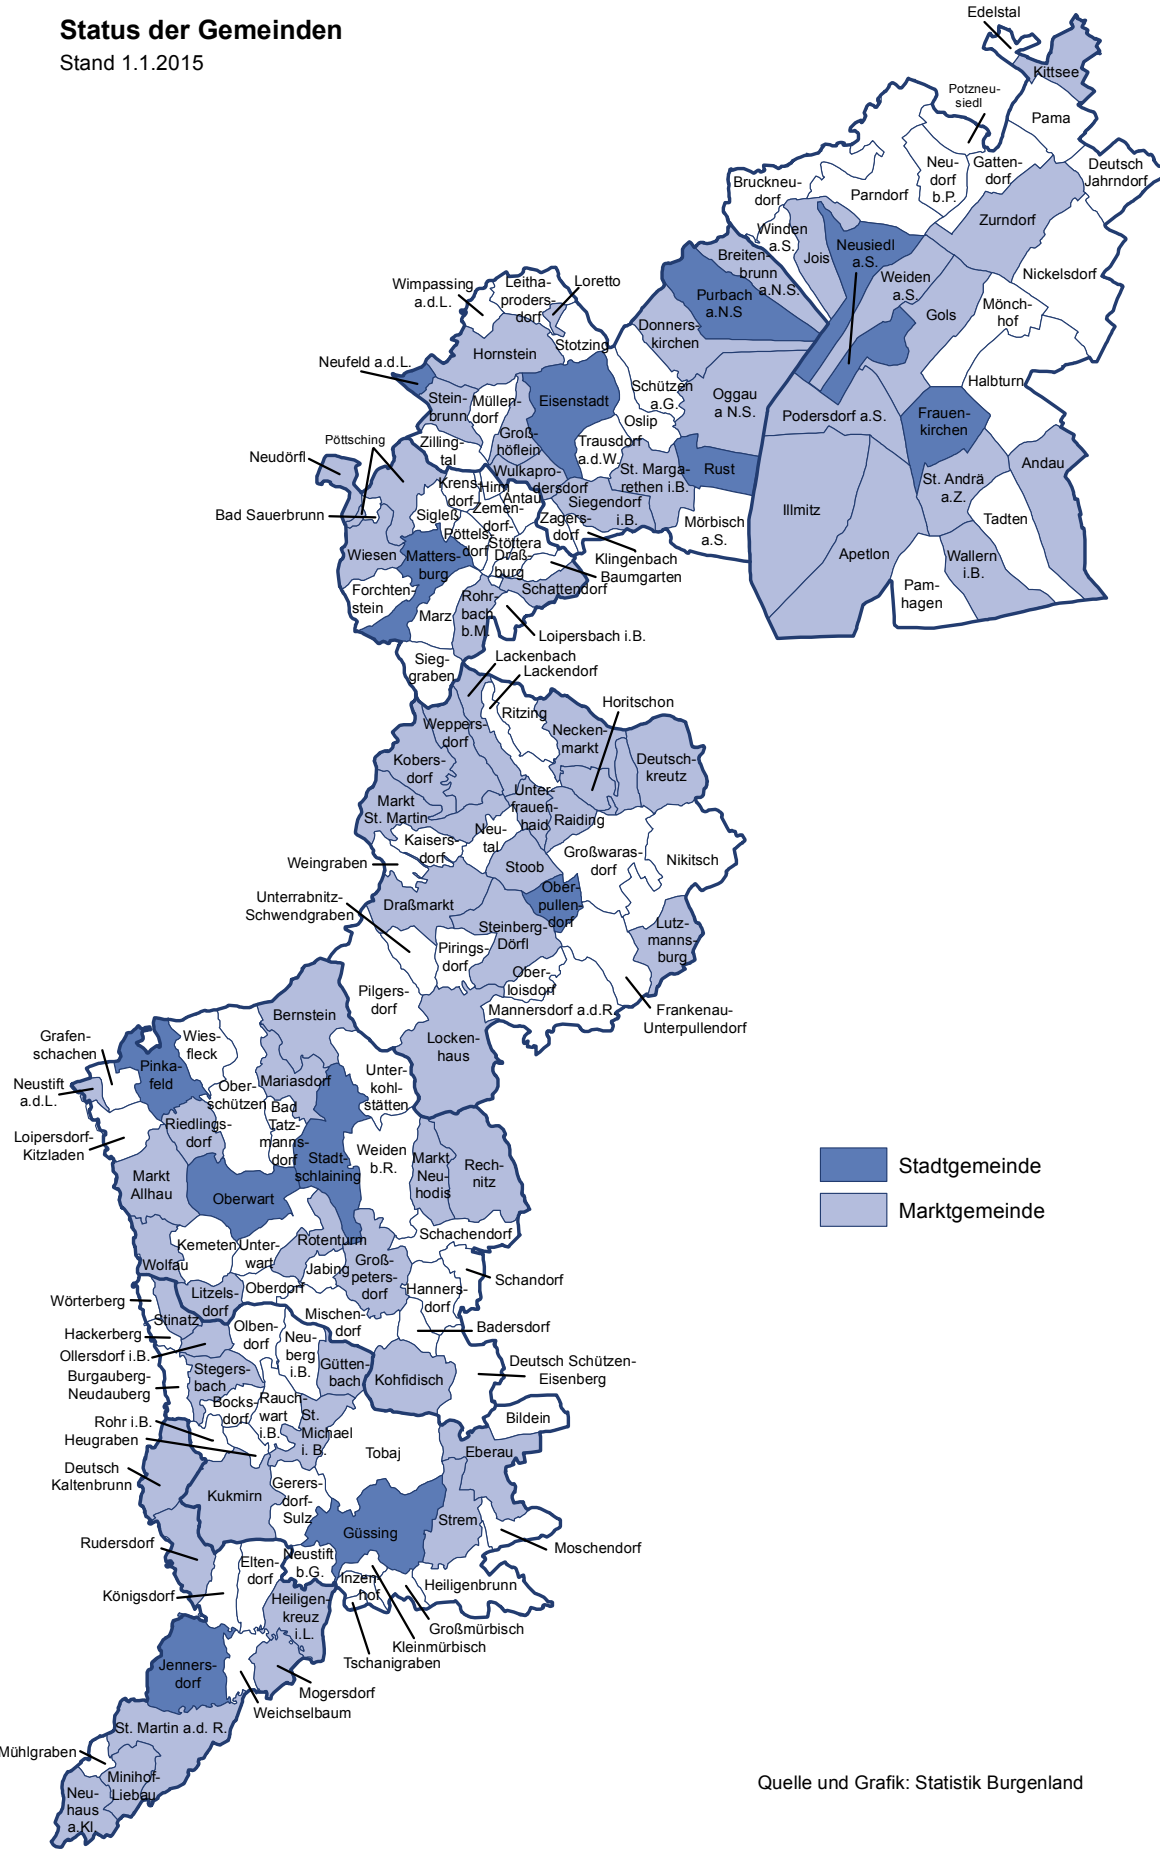 Status der Gemeinden
Stand 1.1.2015
Edelstal
Kittsee
Potzneu-
siedl
Pama
Neu-
dorf
b.P.
Gatten-
dorf
Deutsch
Jahrndorf
Bruckneu-
dorf
Parndorf
Zurndorf
Winden
a.S.
Jois
Neusiedl
a.S.
Breiten-
brunn
a.N.S.
Weiden
a.S.
Nickelsdorf
Purbach
a.N.S
Gols
Mönch-
hof
Donners-
kirchen
Halbturn
Wimpassing
a.d.L.
Leitha-
proders-
dorf
Loretto
Stotzing
Hornstein
Neufeld a.d.L.
Stein-
brunn
Müllen-
dorf
Eisenstadt
Schützen
a.G.
Oggau
a N.S.
Podersdorf a.S.
Frauen-
kirchen
Oslip
Groß-
höflein
Trausdorf
a.d.W.
Zilling-
tal
Pöttsching
Neudörfl
Wulkapro-
dersdorf
St. Marga-
rethen i.B.
Rust
St. Andrä
a.Z.
Andau
Krens-
dorf
Hirm
Antau
Siegendorf
i.B.
Illmitz
Tadten
Bad Sauerbrunn
Sigleß
Zemen-
dorf-
Stöttera
Zagers-
dorf
Mörbisch
a.S.
Pöttels-
dorf
Wiesen
Matters-
burg
Draß-
burg
Klingenbach
Baumgarten
Apetlon
Wallern
i.B.
Pam-
hagen
Forchten-
stein
Schattendorf
Marz
Rohr-
bach
b.M.
Loipersbach i.B.
Sieg-
graben
Lackenbach
Lackendorf
Ritzing
Horitschon
Weppers-
dorf
Necken-
markt
Deutsch-
kreutz
Kobers-
dorf
Unter-
frauen-
haid
Markt
St. Martin
Raiding
Neu-
tal
Kaisers-
dorf
Weingraben
Stoob
Großwaras-
dorf
Nikitsch
Unterrabnitz-
Schwendgraben
Draßmarkt
Ober-
pullen-
dorf
Steinberg-
Dörfl
Lutz-
manns-
burg
Pirings-
dorf
Ober-
loisdorf
Pilgers-
dorf
Mannersdorf a.d.R.
Frankenau-
Unterpullendorf
Bernstein
Locken-
haus
Grafen-
schachen
Wies-
fleck
Pinka-
feld
Neustift
a.d.L.
Ober-
schützen
Mariasdorf
Unter-
kohl-
stätten
Bad
Tatz-
manns-
dorf
Riedlings-
dorf
Loipersdorf-
Kitzladen
Stadt-
schlaining
Weiden
b.R.
Markt
Neu-
hodis
Rech-
nitz
Markt
Allhau
Oberwart
Stadtgemeinde
Marktgemeinde
Kemeten
Unter-
wart
Rotenturm
Schachendorf
Wolfau
Jabing
Groß-
peters-
dorf
Schandorf
Hanners-
dorf
Wörterberg
Litzels-
dorf
Oberdorf
Stinatz
Mischen-
dorf
Hackerberg
Olben-
dorf
Badersdorf
Neu-
berg
i.B.
Ollersdorf i.B.
Stegers-
bach
Gütten-
bach
Kohfidisch
Deutsch Schützen-
Eisenberg
Burgauberg-
Neudauberg
Bocks-
dorf
Rauch-
wart
i.B.
St.
Michael
i. B.
Bildein
Rohr i.B.
Heugraben
Tobaj
Eberau
Deutsch
Kaltenbrunn
Kukmirn
Gerers-
dorf-
Sulz
Strem
Güssing
Rudersdorf
Moschendorf
Elten-
dorf
Neustift
b.G.
Inzen-
hof
Heiligenbrunn
Königsdorf
Heiligen-
kreuz
i.L.
Großmürbisch
Kleinmürbisch
Tschanigraben
Jenners-
dorf
Mogersdorf
Weichselbaum
St. Martin a.d. R.
Mühlgraben
Minihof-
Liebau
Neu-
haus
a.Kl.
Quelle und Grafik: Statistik Burgenland